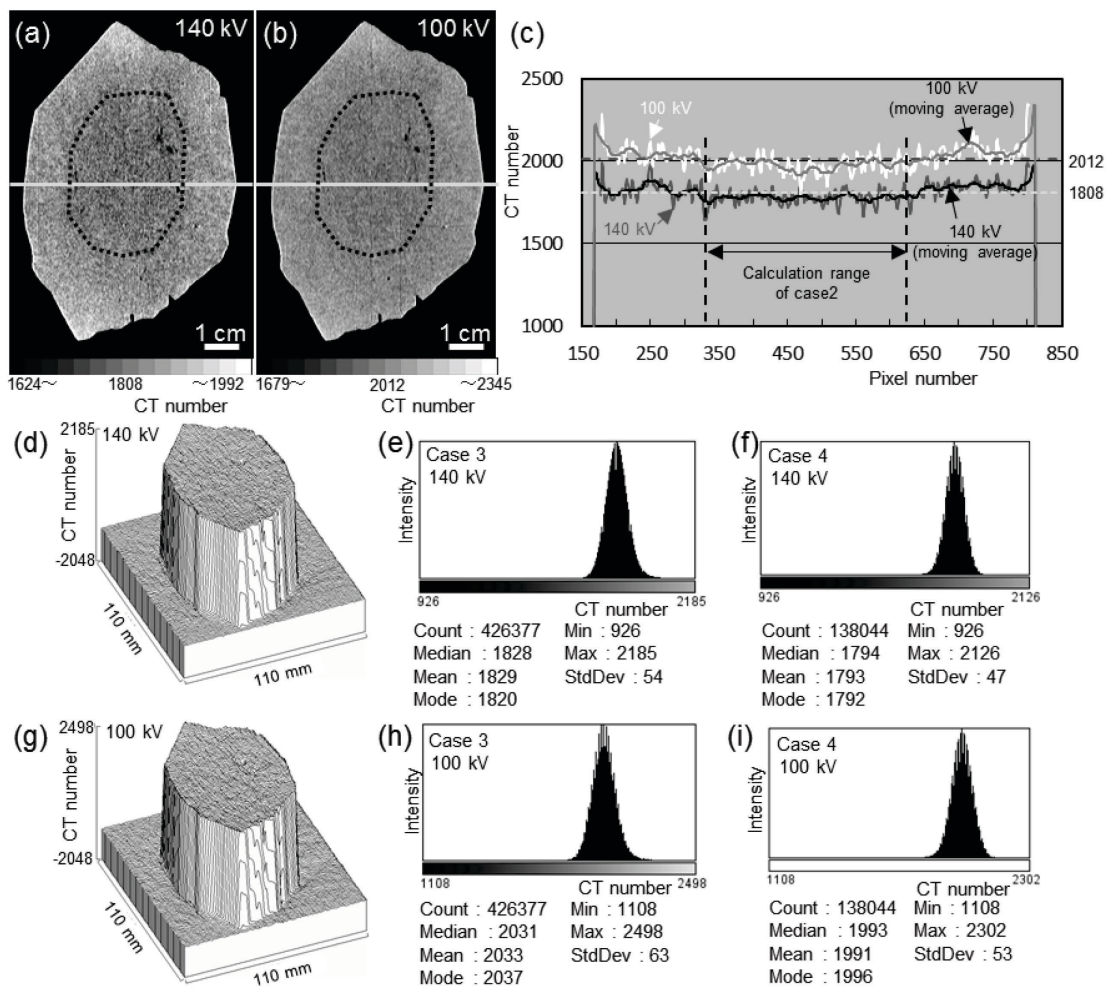 (a) 140 kV
1 cm
1624～ 1808 ～1992
CT number
(b) 100 kV
1 cm
1679～ 2012 ～2345
CT number
(c)
CT number
2500
2000
1500
1000
100 kV
100 kV
(moving average)
2012
1808
140 kV
140 kV
(moving average)
Calculation range
of case2
150 250 350 450 550 650 750 850
Pixel number
(d)
2185
140 kV
CT number
-2048
110 mm
110 mm
(e)
Case 3
140 kV
Intensity
926 2185
CT number
Count : 426377 Min : 926
Median : 1828 Max : 2185
Mean : 1829 StdDev : 54
Mode : 1820
(f)
Case 4
140 kV
Intensity
926 2126
CT number
Count : 138044 Min : 926
Median : 1794 Max : 2126
Mean : 1793 StdDev : 47
Mode : 1792
(g)
2498
100 kV
CT number
-2048
110 mm
110 mm
(h)
Case 3
100 kV
Intensity
1108 2498
CT number
Count : 426377 Min : 1108
Median : 2031 Max : 2498
Mean : 2033 StdDev : 63
Mode : 2037
(i)
Case 4
100 kV
Intensity
1108 2302
CT number
Count : 138044 Min : 1108
Median : 1993 Max : 2302
Mean : 1991 StdDev : 53
Mode : 1996